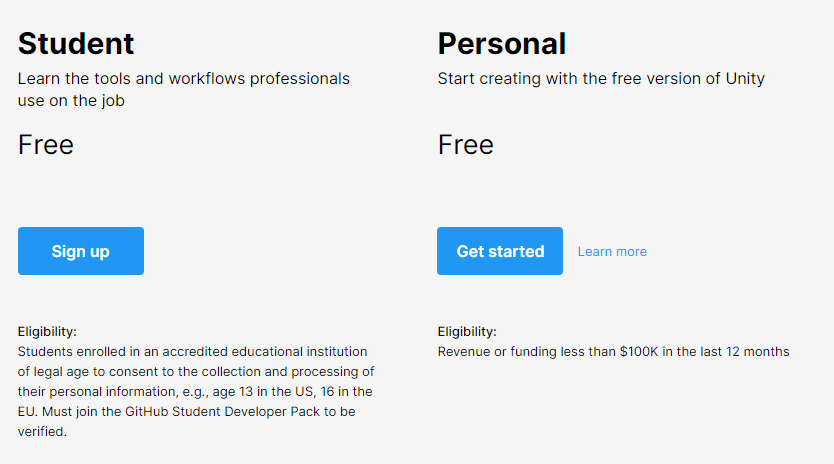 Student
Learn the tools and workflows professionals
use on the job
Free
Sign up
Eligibility:
Students enrolled in an accredited educational institution
of legal age to consent to the collection and processing of
their personal information, e.g., age 13 in the US, 16 in the
EU. Must join the GitHub Student Developer Pack to be
verified.
Personal
Start creating with the free version of Unity
Free
Get started
Learn more
Eligibility:
Revenue or funding less than $100K in the last 12 months